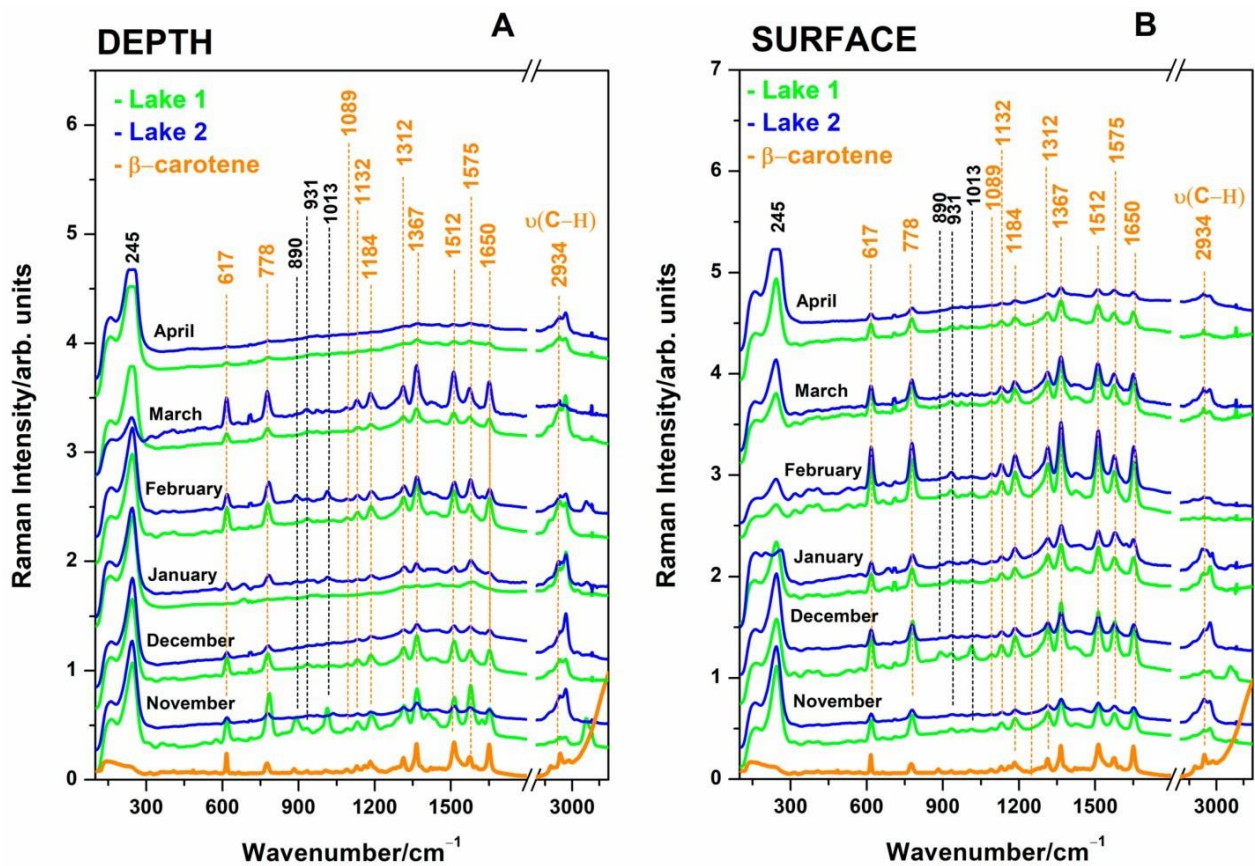 DEPTH
A
- Lake 1
- Lake 2
- β–carotene
245
617
778
890
931
1013
1089
1132
1184
1312
1367
1512
1575
1650
υ(C–H)
2934
April
March
February
January
December
November
6
5
4
3
2
1
0
Raman Intensity/arb. units
300
600
900
1200
1500
3000
Wavenumber/cm⁻¹
SURFACE
B
- Lake 1
- Lake 2
- β–carotene
245
617
778
890
931
1013
1089
1132
1184
1312
1367
1512
1575
1650
υ(C–H)
2934
April
March
February
January
December
November
7
6
5
4
3
2
1
0
Raman Intensity/arb. units
300
600
900
1200
1500
3000
Wavenumber/cm⁻¹